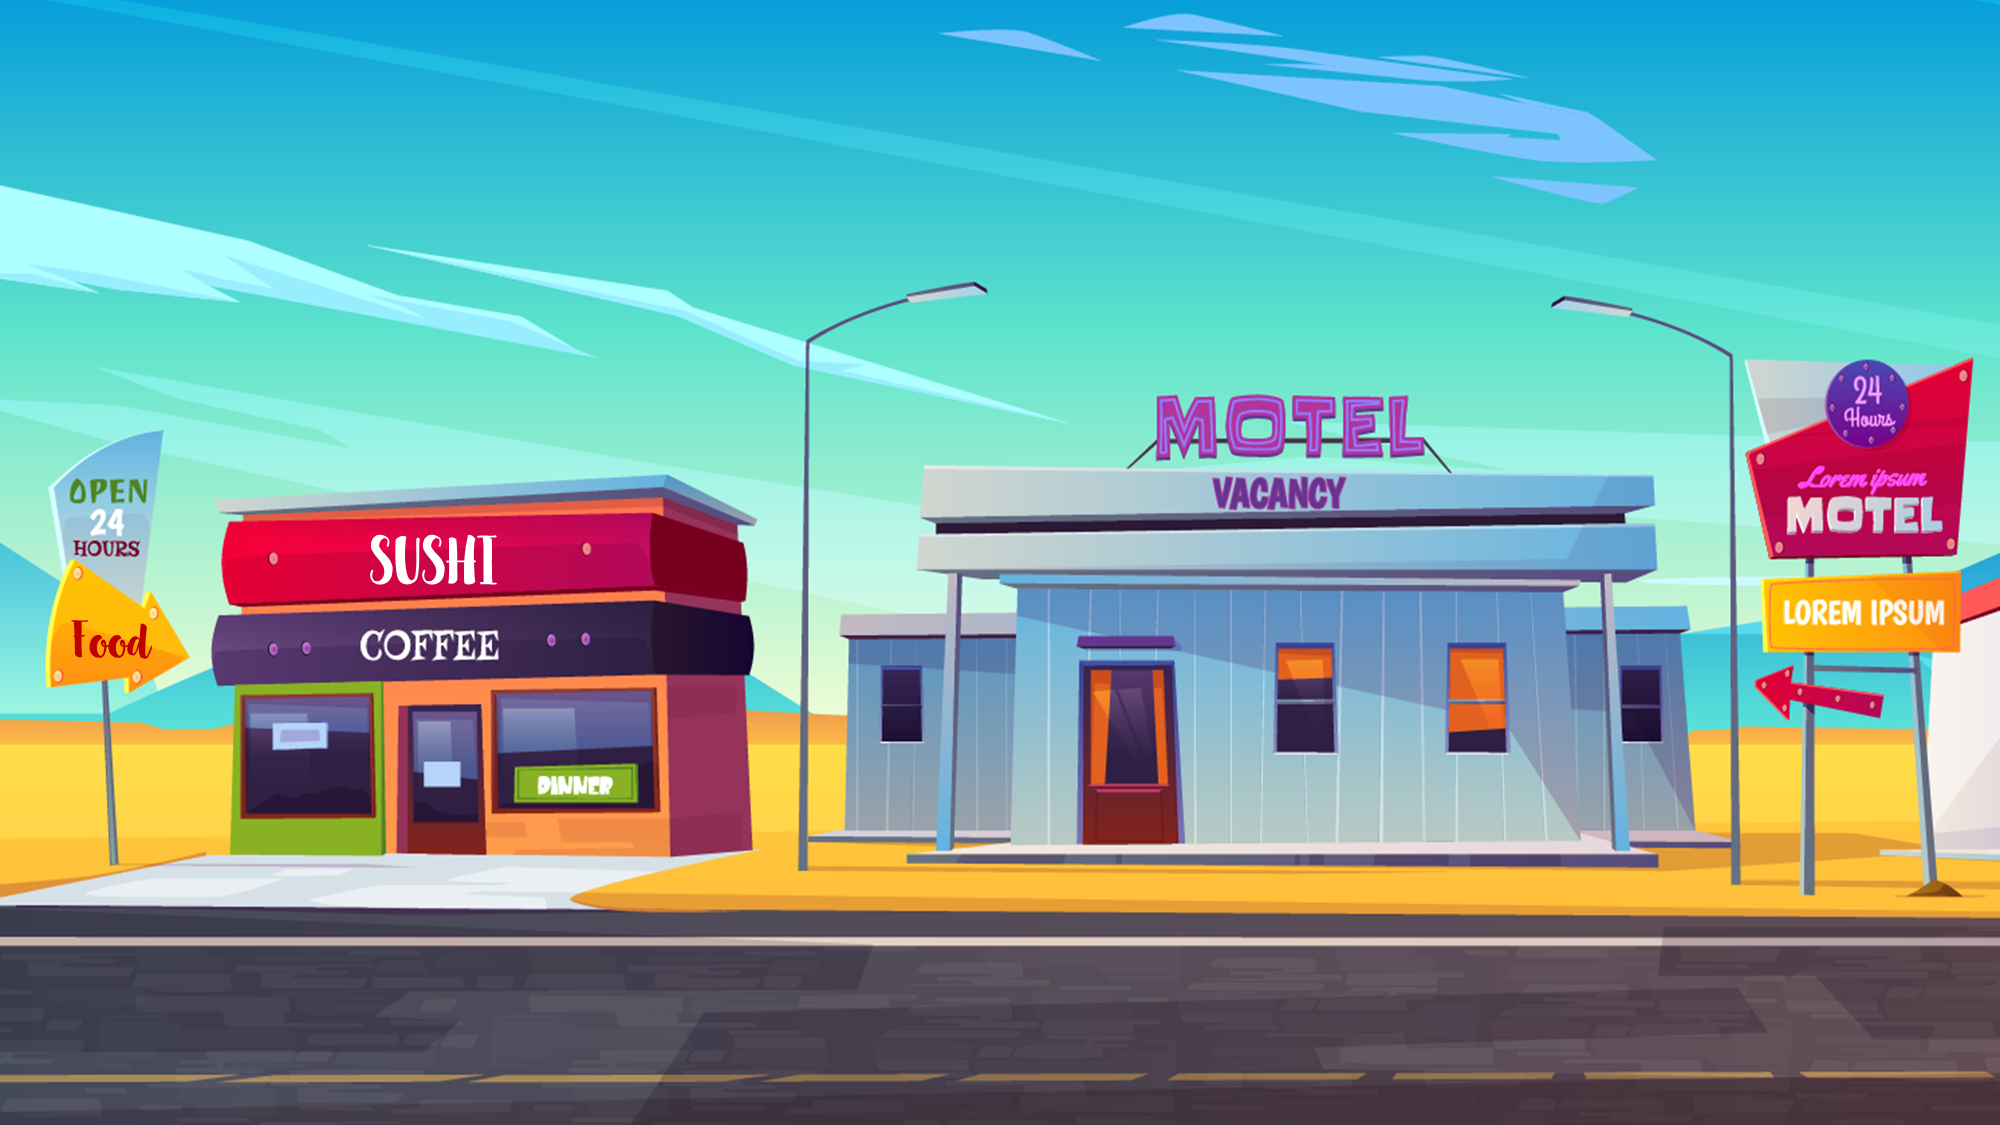 OPEN
24
HOURS
Food
SUSHI
COFFEE
DINNER
MOTEL
VACANCY
24
Hours
Lorem ipsum
MOTEL
LOREM IPSUM